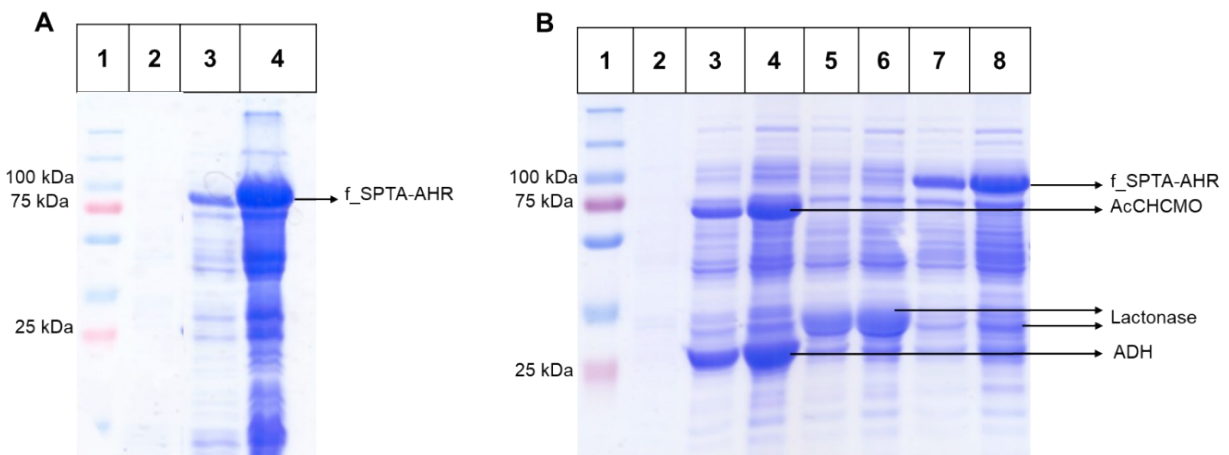 A
1 2 3 4
100 kDa
75 kDa
25 kDa
f_SPTA-AHR
B
1 2 3 4 5 6 7 8
100 kDa
75 kDa
25 kDa
f_SPTA-AHR
AcCHCMO
Lactonase
ADH